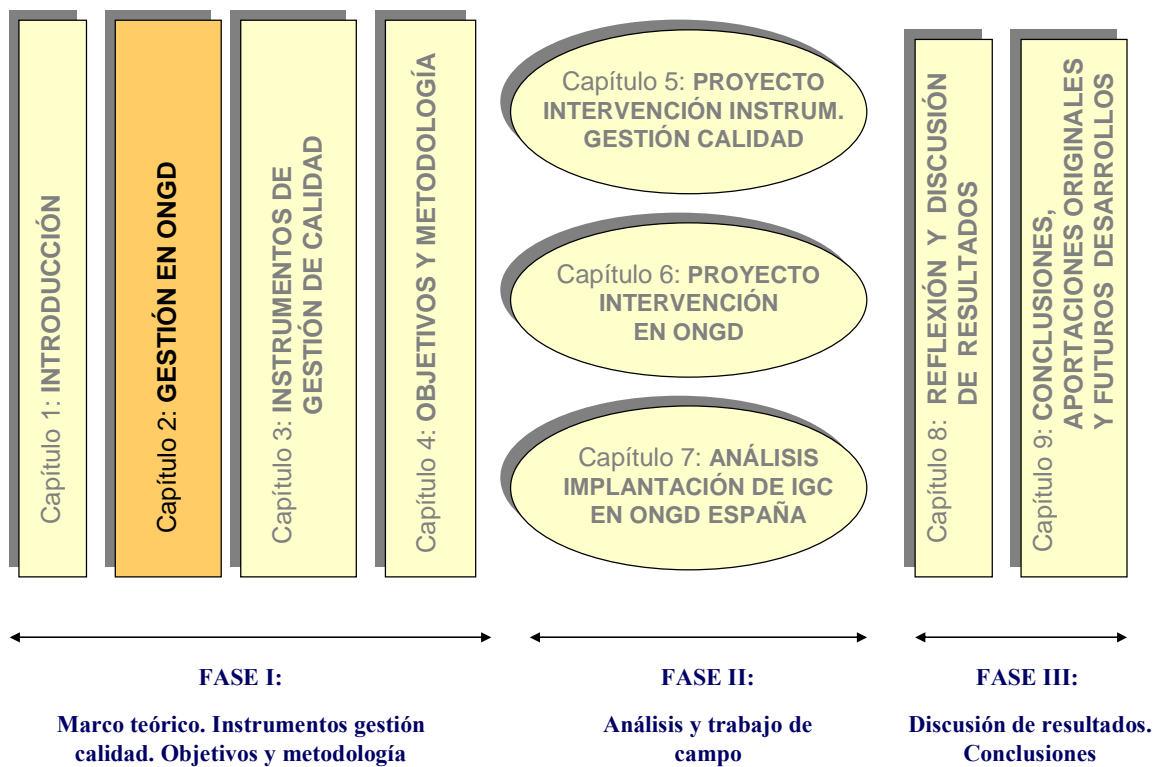 Capítulo 1: INTRODUCCIÓN
Capítulo 2: GESTIÓN EN ONGD
Capítulo 3: INSTRUMENTOS DE
GESTIÓN DE CALIDAD
Capítulo 4: OBJETIVOS Y METODOLOGÍA
Capítulo 5: PROYECTO
INTERVENCIÓN INSTRUM.
GESTIÓN CALIDAD
Capítulo 6: PROYECTO
INTERVENCIÓN
EN ONGD
Capítulo 7: ANÁLISIS
IMPLANTACIÓN DE IGC
EN ONGD ESPAÑA
Capítulo 8: REFLEXIÓN Y DISCUSIÓN
DE RESULTADOS
Capítulo 9: CONCLUSIONES,
APORTACIONES ORIGINALES
Y FUTUROS DESARROLLOS
FASE I:
Marco teórico. Instrumentos gestión
calidad. Objetivos y metodología
FASE II:
Análisis y trabajo de
campo
FASE III:
Discusión de resultados.
Conclusiones